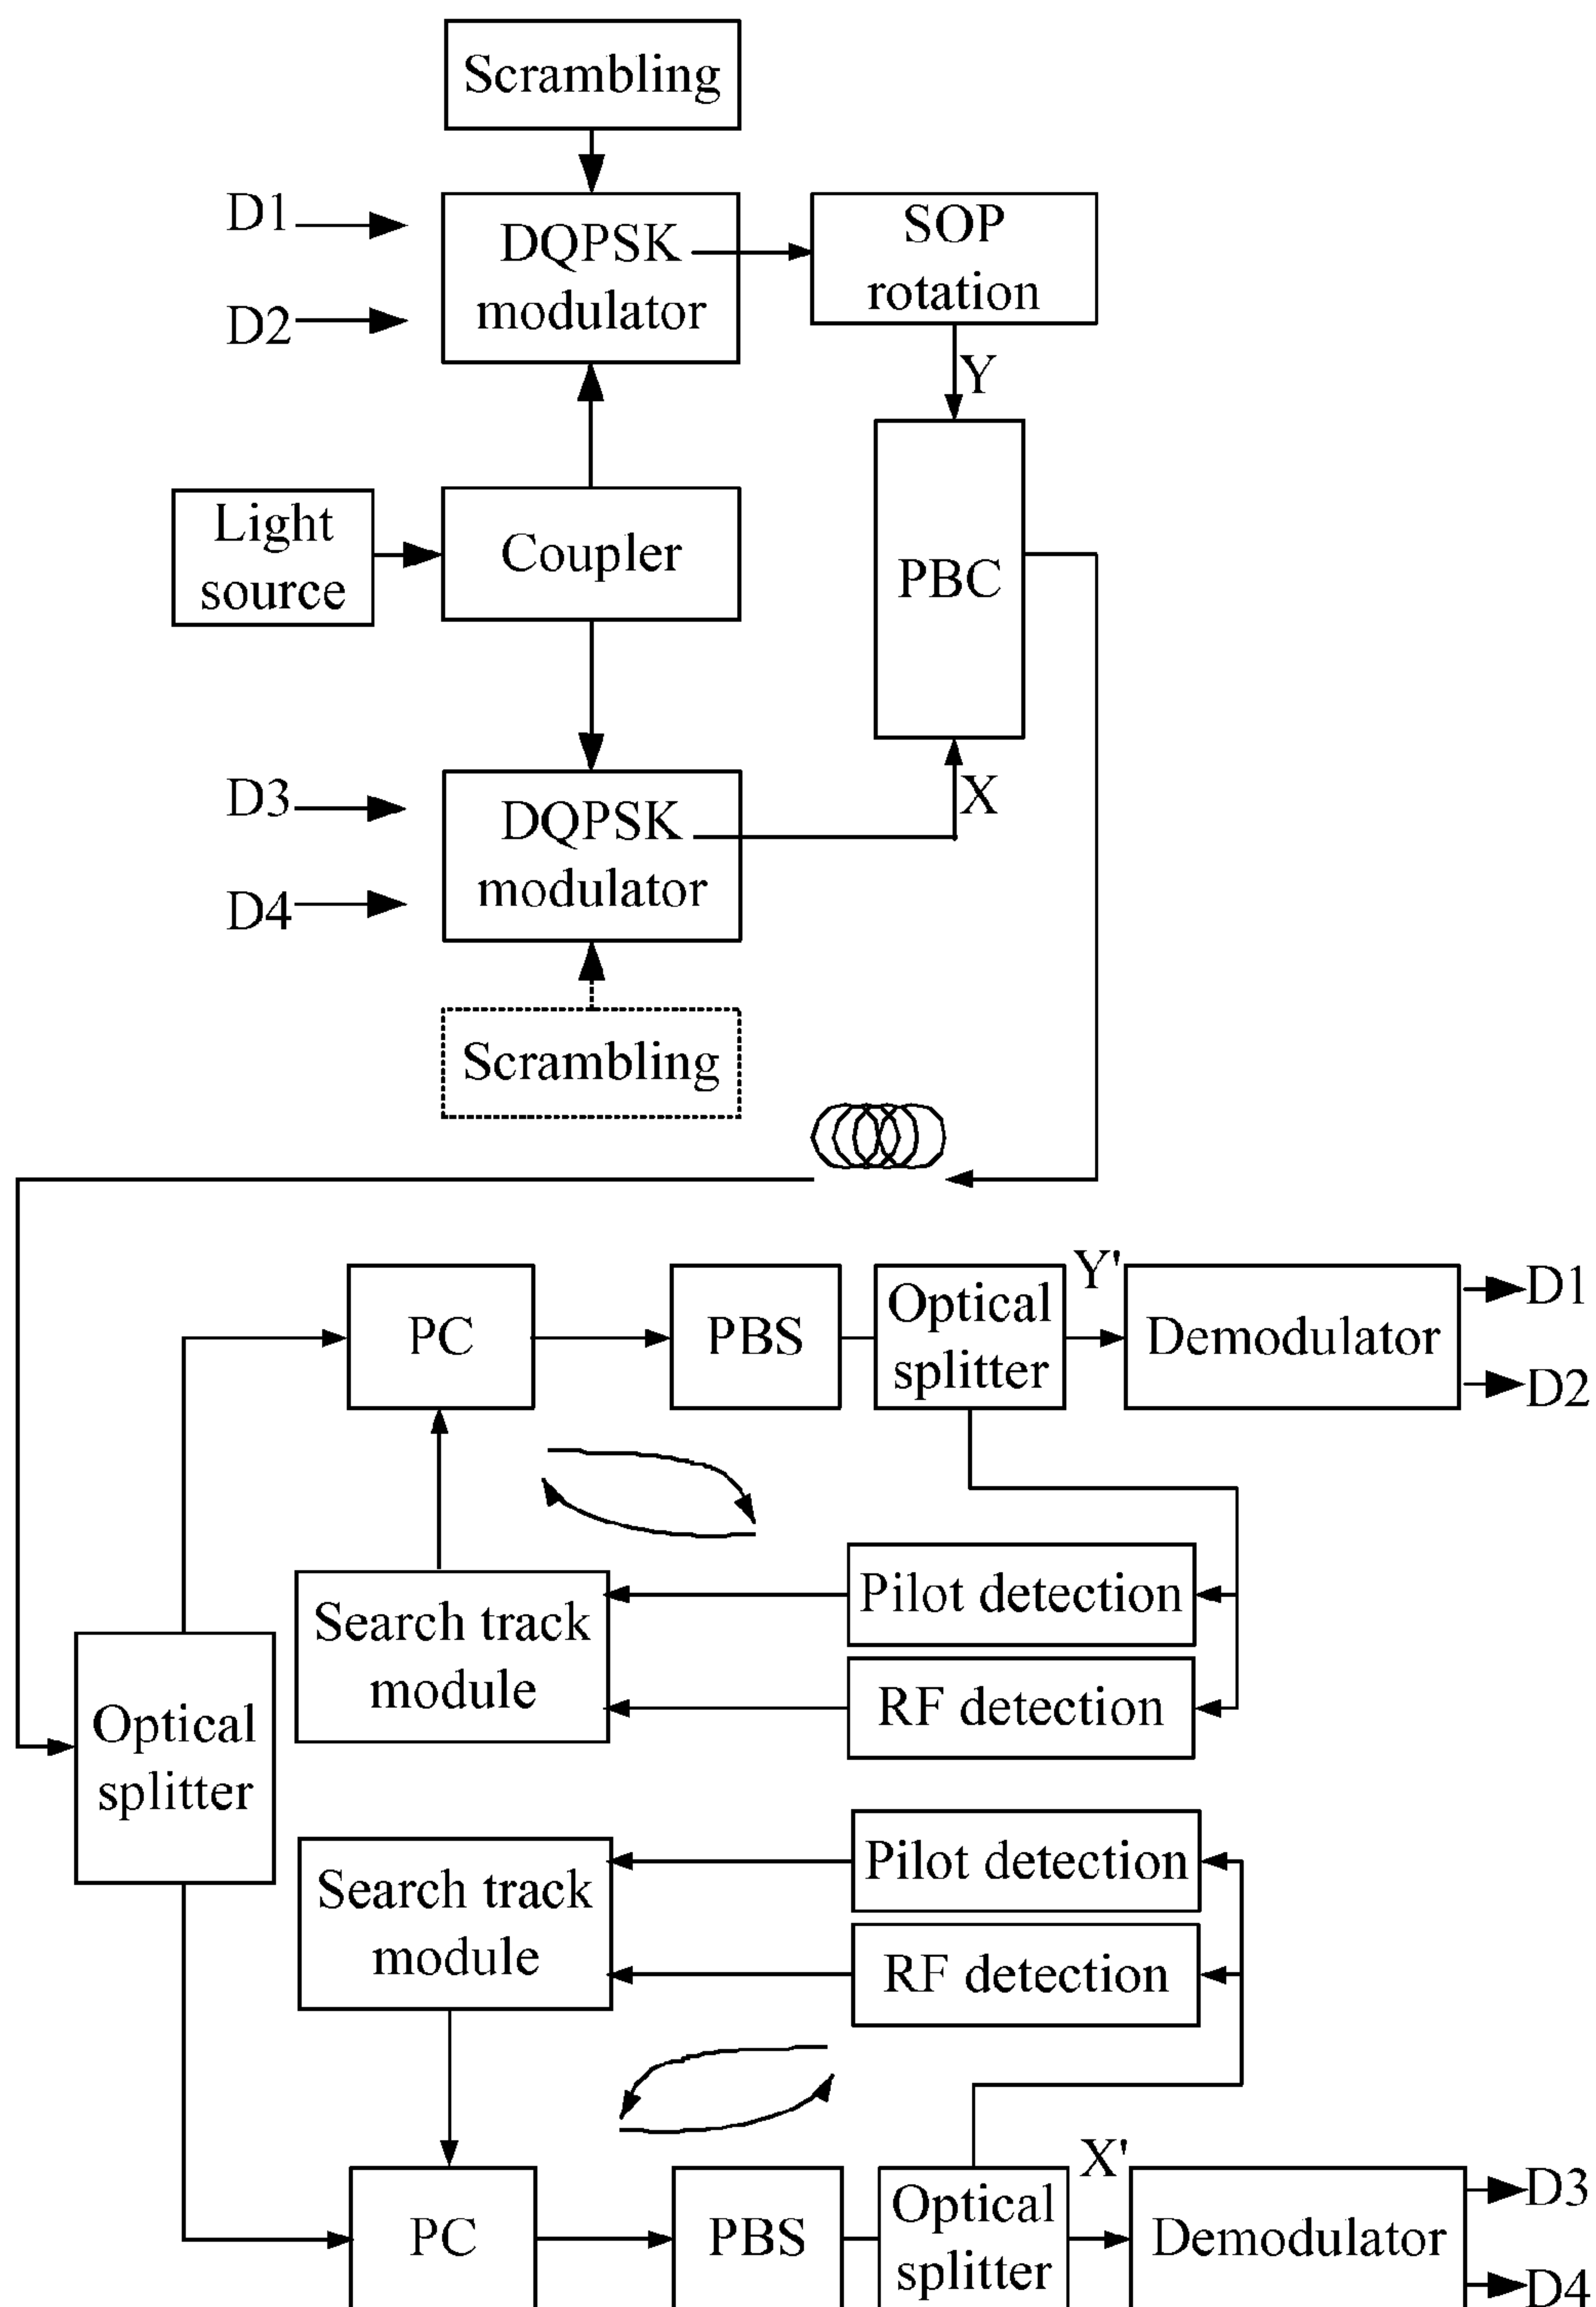 Scrambling
D1
D2
DQPSK
modulator
SOP
rotation
Y
Light
source
Coupler
PBC
D3
D4
DQPSK
modulator
X
Scrambling
PC
PBS
Optical
splitter
Y'
Demodulator
D1
D2
Search track
module
Pilot detection
RF detection
Optical
splitter
Search track
module
Pilot detection
RF detection
PC
PBS
Optical
splitter
X'
Demodulator
D3
D4